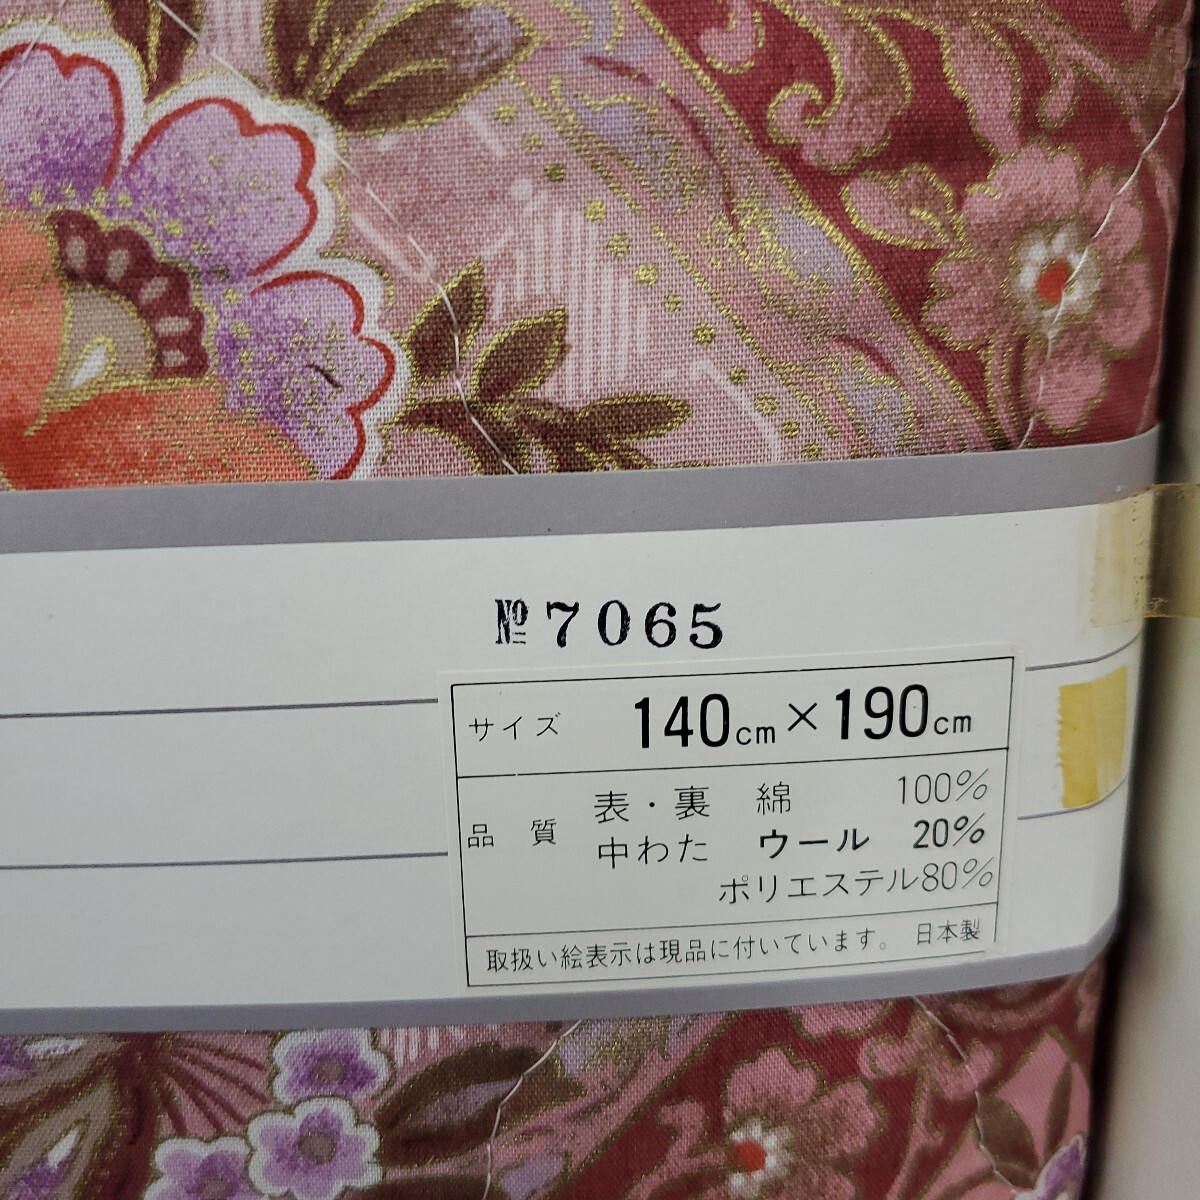 №7065
サイズ 140cm×190cm
品質 表・裏 綿 100%
中わた ウール 20%
ポリエステル80%
取扱い絵表示は現品に付いています。 日本製